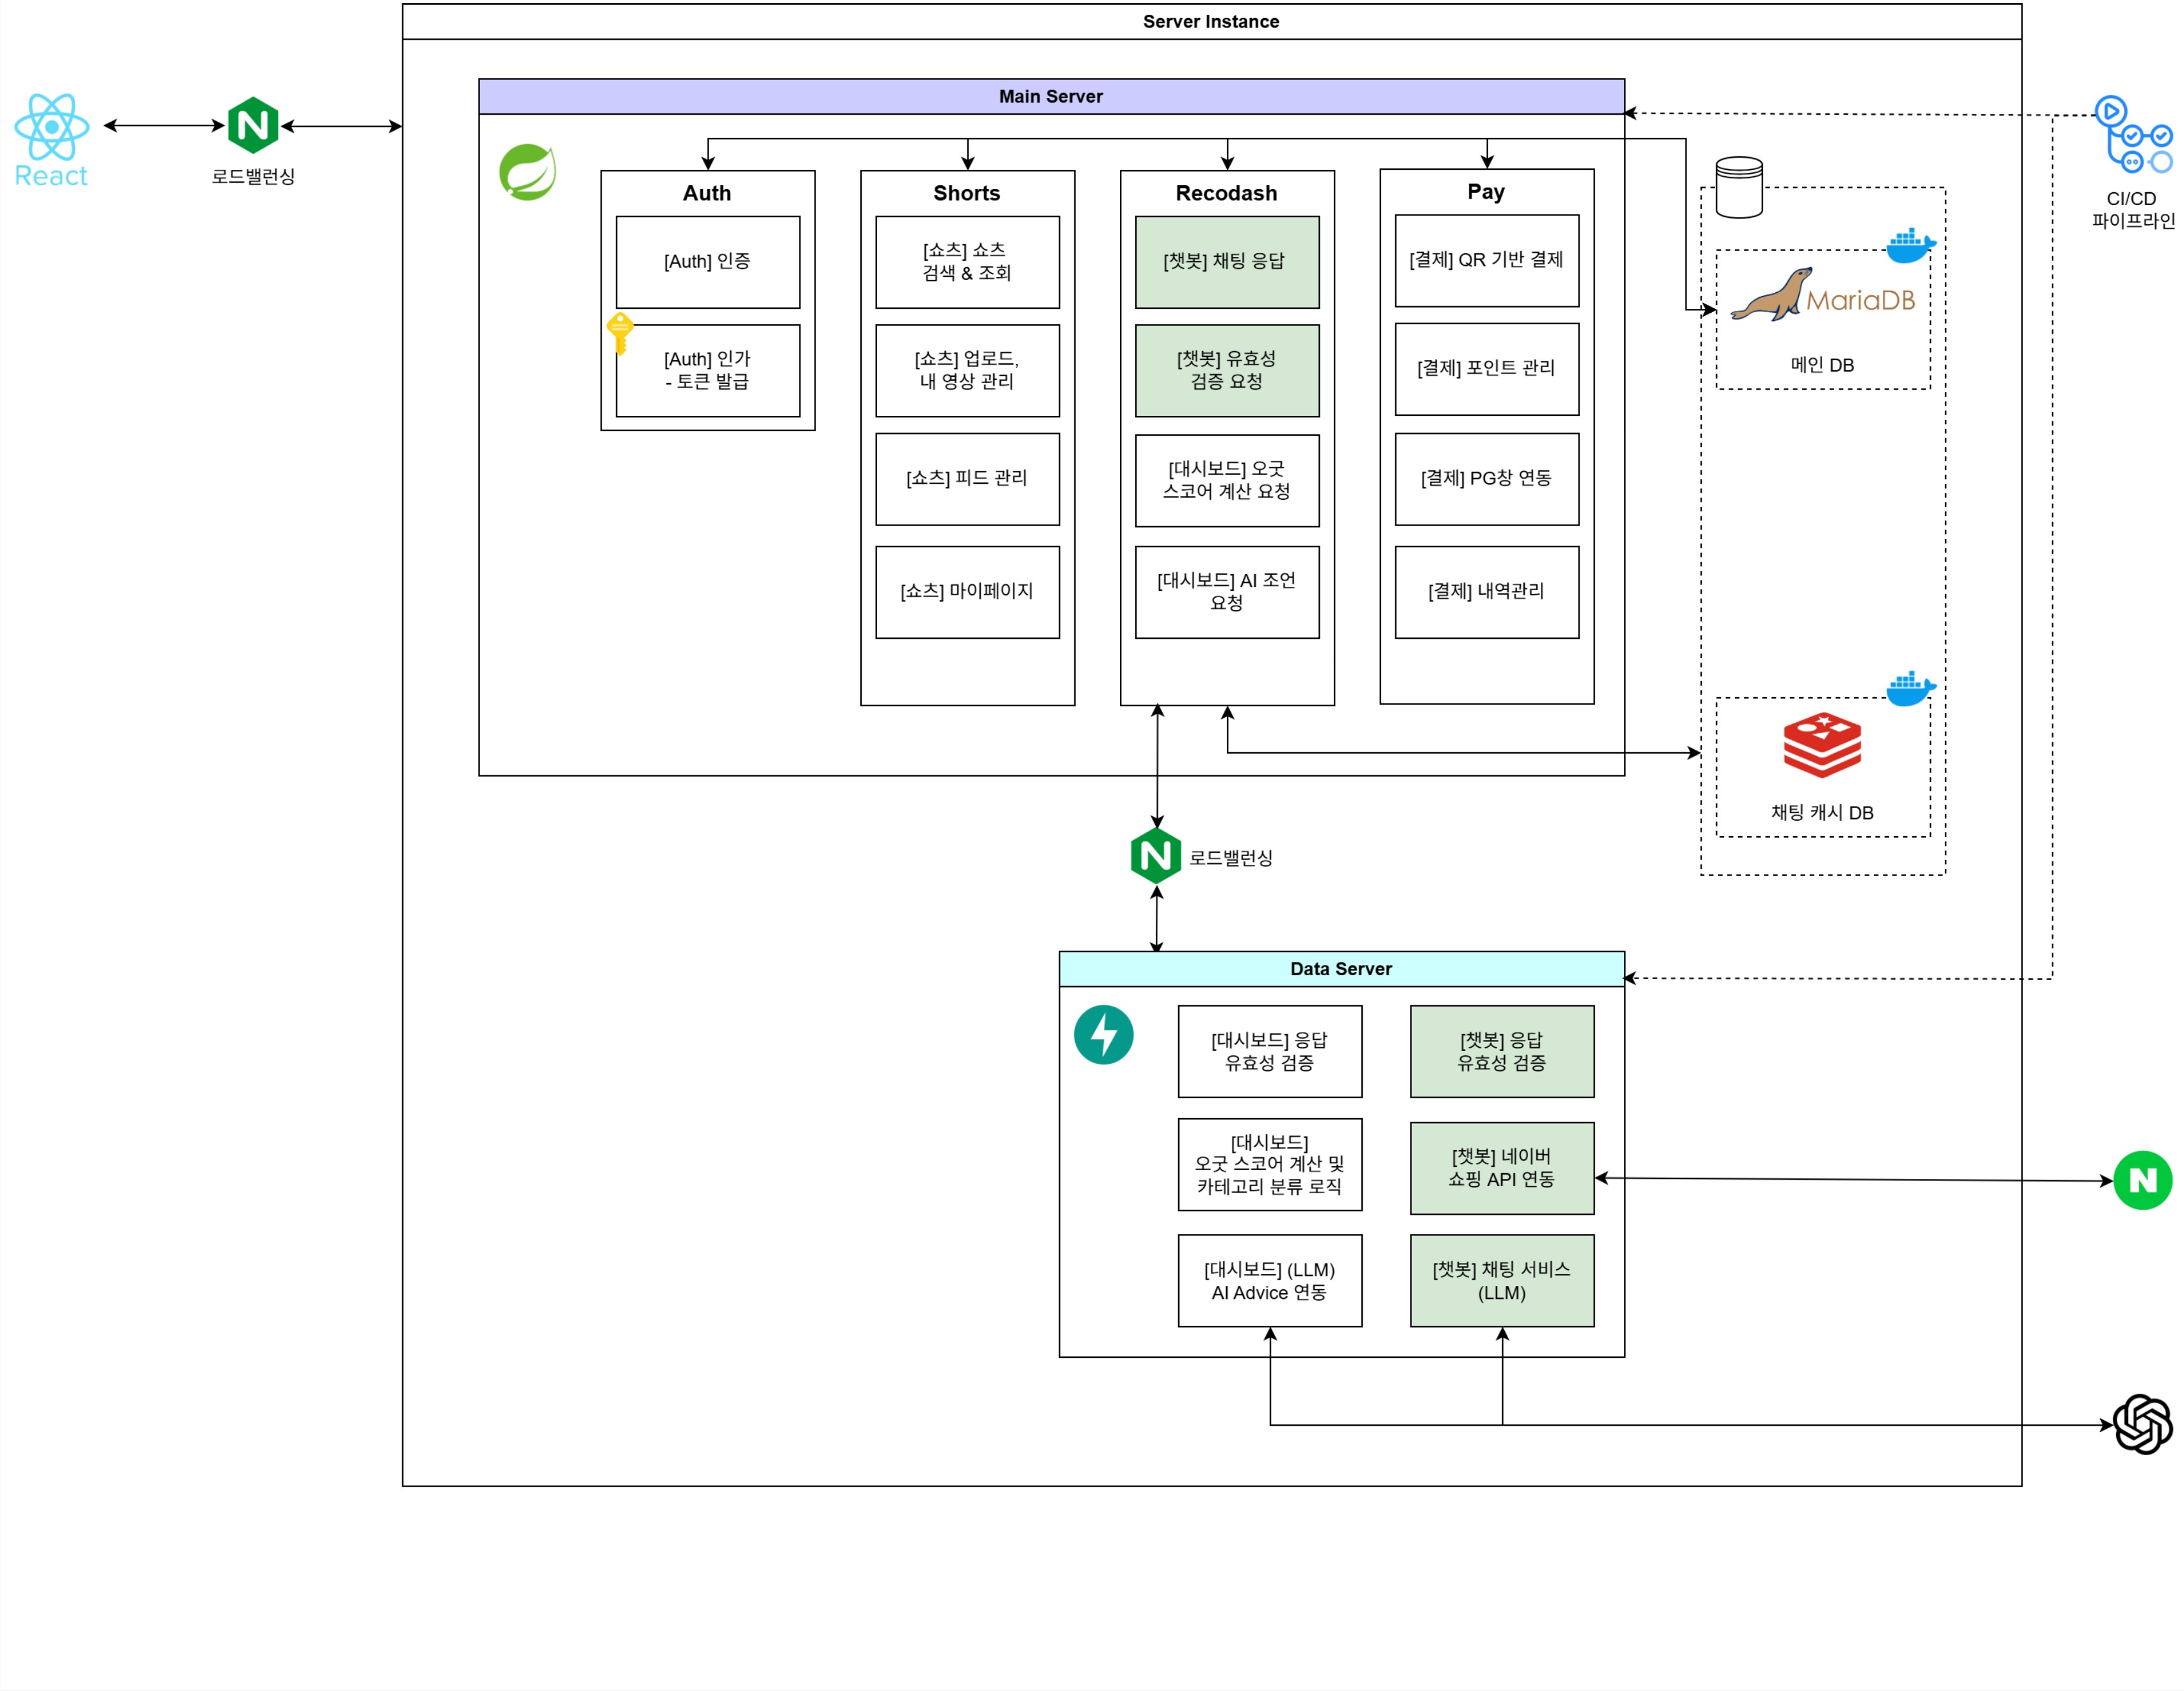 Server Instance
Main Server
React
로드밸런싱
CI/CD
파이프라인
Auth
[Auth] 인증
[Auth] 인가
- 토큰 발급
Shorts
[쇼츠] 쇼츠
검색 & 조회
[쇼츠] 업로드,
내 영상 관리
[쇼츠] 피드 관리
[쇼츠] 마이페이지
Recodash
[챗봇] 채팅 응답
[챗봇] 유효성
검증 요청
[대시보드] 오굿
스코어 계산 요청
[대시보드] AI 조언
요청
Pay
[결제] QR 기반 결제
[결제] 포인트 관리
[결제] PG창 연동
[결제] 내역관리
MariaDB
메인 DB
채팅 캐시 DB
로드밸런싱
Data Server
[대시보드] 응답
유효성 검증
[챗봇] 응답
유효성 검증
[대시보드]
오굿 스코어 계산 및
카테고리 분류 로직
[챗봇] 네이버
쇼핑 API 연동
[대시보드] (LLM)
AI Advice 연동
[챗봇] 채팅 서비스
(LLM)